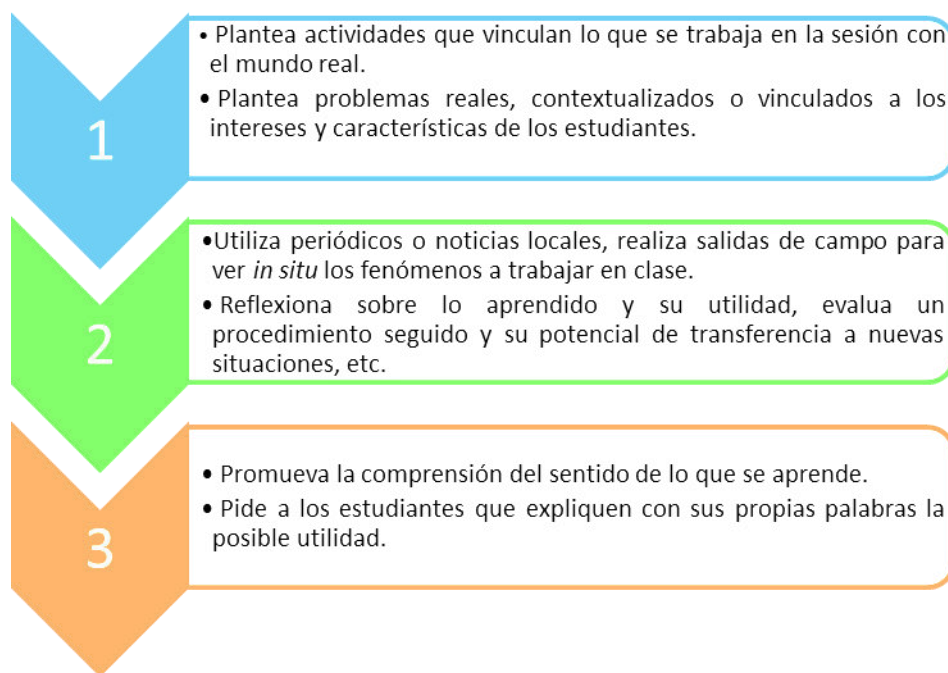 1
• Plantea actividades que vinculan lo que se trabaja en la sesión con
el mundo real.
• Plantea problemas reales, contextualizados o vinculados a los
intereses y características de los estudiantes.
2
•Utiliza periódicos o noticias locales, realiza salidas de campo para
ver in situ los fenómenos a trabajar en clase.
• Reflexiona sobre lo aprendido y su utilidad, evalua un
procedimiento seguido y su potencial de transferencia a nuevas
situaciones, etc.
3
• Promueva la comprensión del sentido de lo que se aprende.
• Pide a los estudiantes que expliquen con sus propias palabras la
posible utilidad.